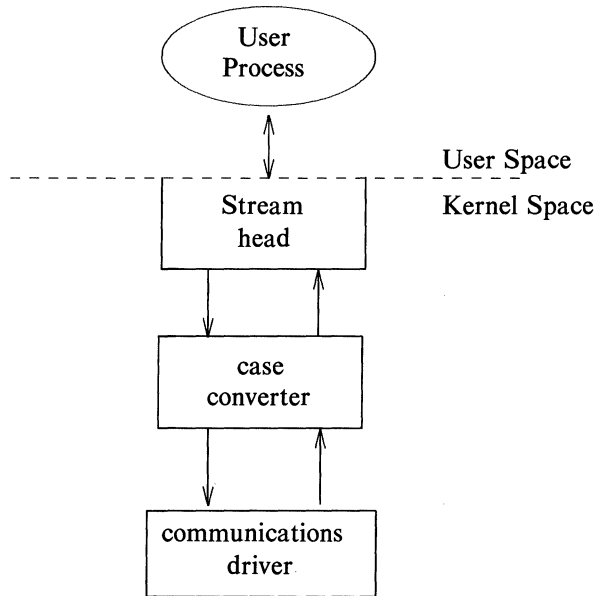 User
Process
User Space
Stream
head
Kernel Space
case
converter
communications
driver